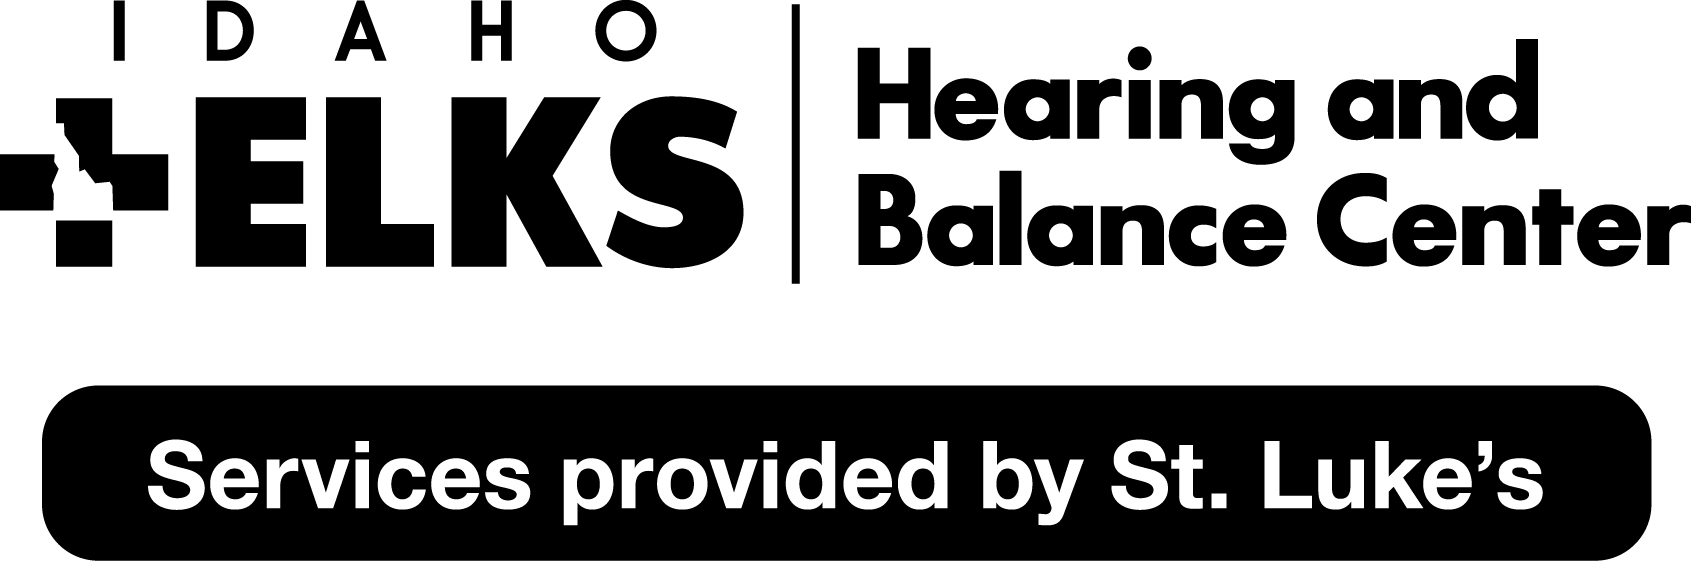 IDAHO
ELKS
Hearing and
Balance Center
Services provided by St. Luke’s